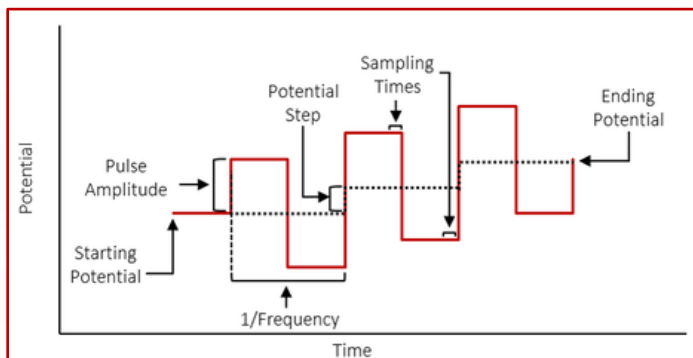 Sampling
Times
Potential
Step
Ending
Potential
Pulse
Amplitude
Potential
Starting
Potential
1/Frequency
Time